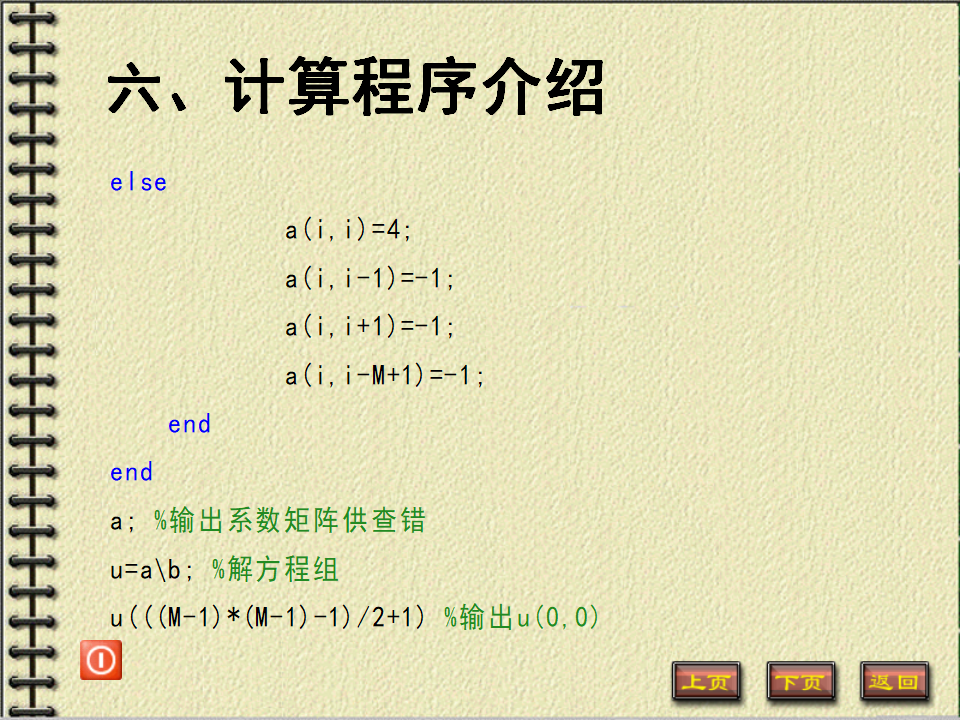 六、计算程序介绍
else
a(i,i)=4;
a(i,i-1)=-1;
a(i,i+1)=-1;
a(i,i-M+1)=-1;
end
end
a; %输出系数矩阵供查错
u=a\b; %解方程组
u(((M-1)*(M-1)-1)/2+1) %输出u(0,0)
上页 下页 返回